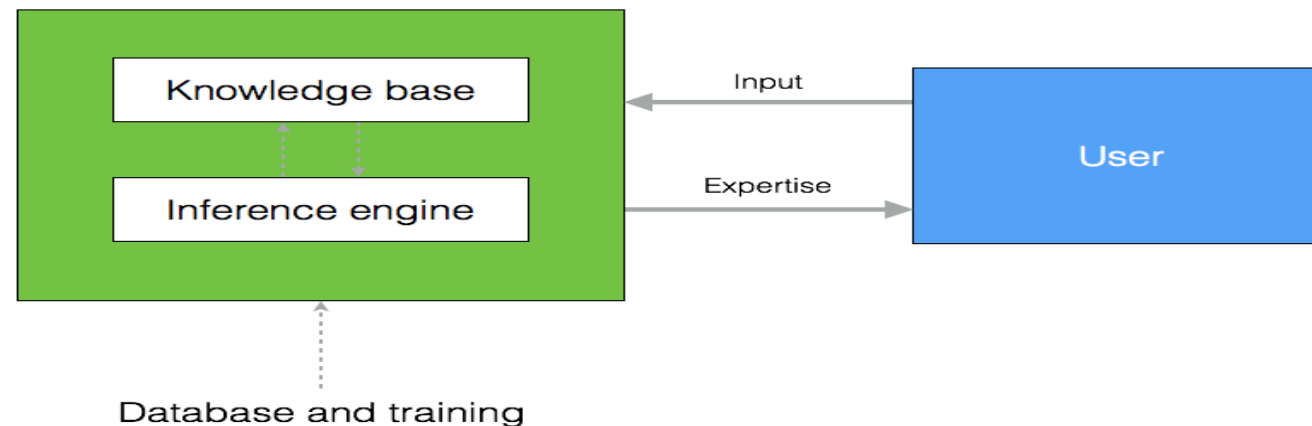 Knowledge base
Input
User
Expertise
Inference engine
Database and training